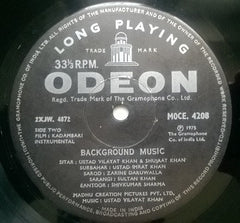 LONG PLAYING
TRADE MARK
33⅓ R.P.M.
ODEON
Regd. Trade Mark of The Gramophone Co., Ltd.
2XJW. 4872
MOCE. 4208
SIDE TWO
FILM : KADAMBARI
INSTRUMENTAL
℗ 1975
The Gramophone
Co. of India Ltd.
BACKGROUND MUSIC
SITAR : USTAD VILAYAT KHAN & SHUJAAT KHAN
SURBAHAR : USTAD IMRAT KHAN
SAROD : ZARINE DARUWALLA
SARANGI : SULTAN KHAN
SANTOOR : SHIVKUMAR SHARMA
MADHU CREATION PICTURES PVT. LTD.
MUSIC : USTAD VILAYAT KHAN
MADE IN INDIA